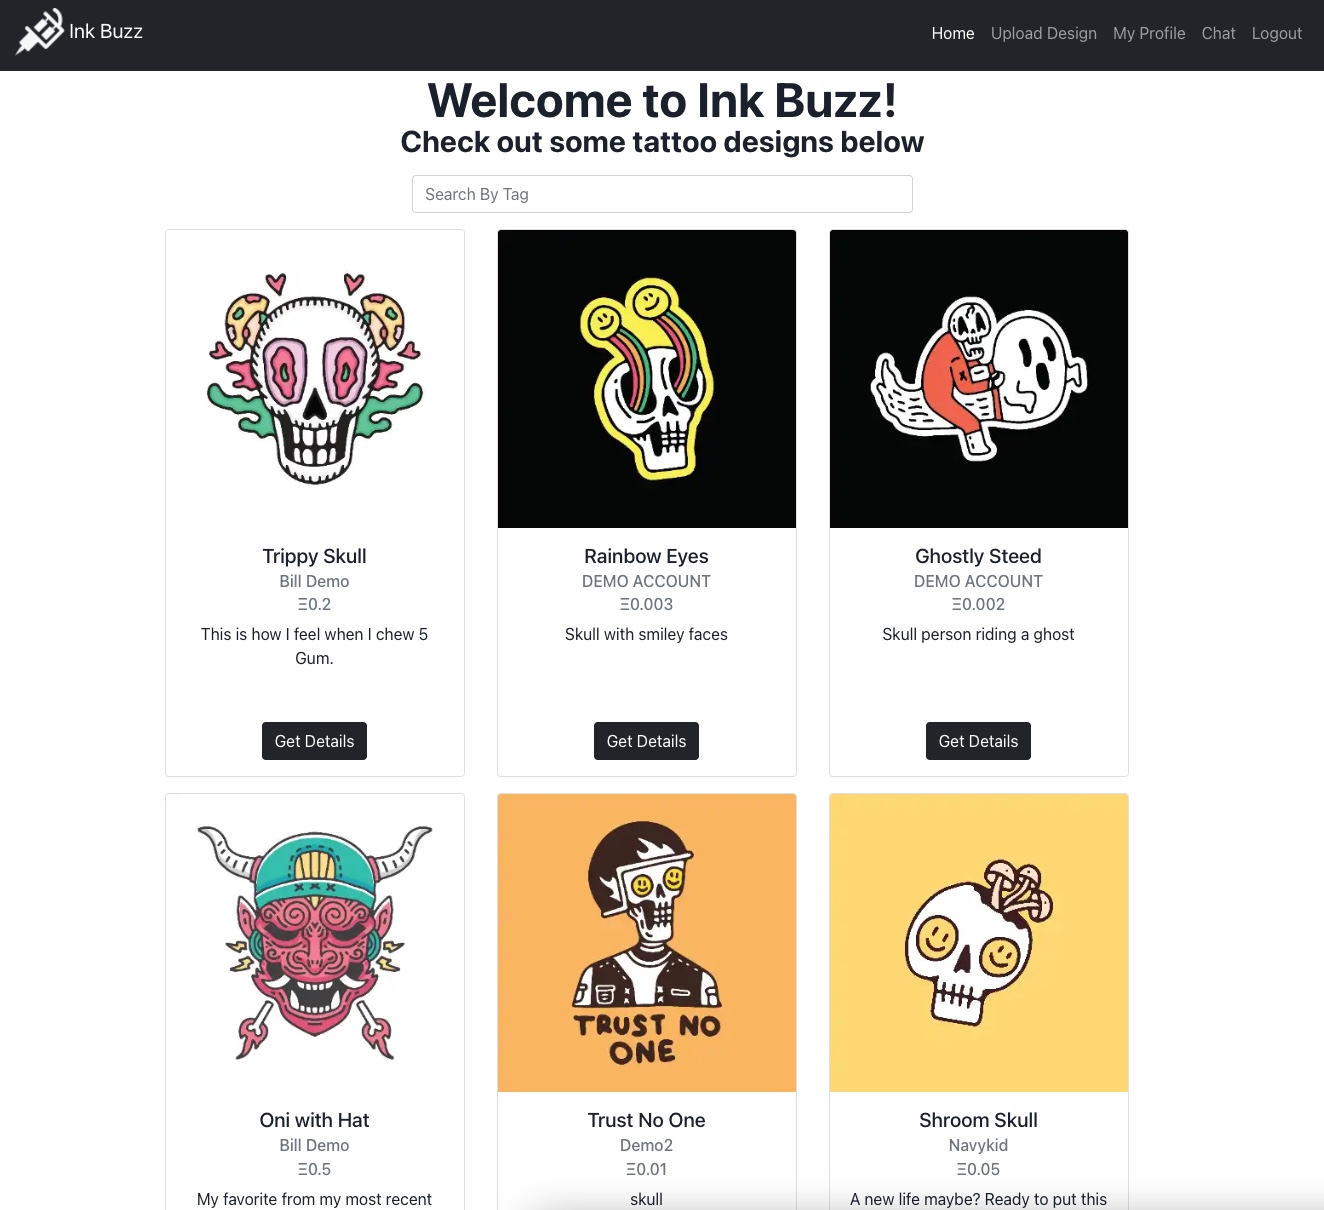 Ink Buzz
Home Upload Design My Profile Chat Logout
Welcome to Ink Buzz!
Check out some tattoo designs below
Search By Tag
Trippy Skull
Bill Demo
Ξ0.2
This is how I feel when I chew 5
Gum.
Get Details
Rainbow Eyes
DEMO ACCOUNT
Ξ0.003
Skull with smiley faces
Get Details
Ghostly Steed
DEMO ACCOUNT
Ξ0.002
Skull person riding a ghost
Get Details
Oni with Hat
Bill Demo
Ξ0.5
My favorite from my most recent
TRUST NO
ONE
Trust No One
Demo2
Ξ0.01
skull
Shroom Skull
Navykid
Ξ0.05
A new life maybe? Ready to put this